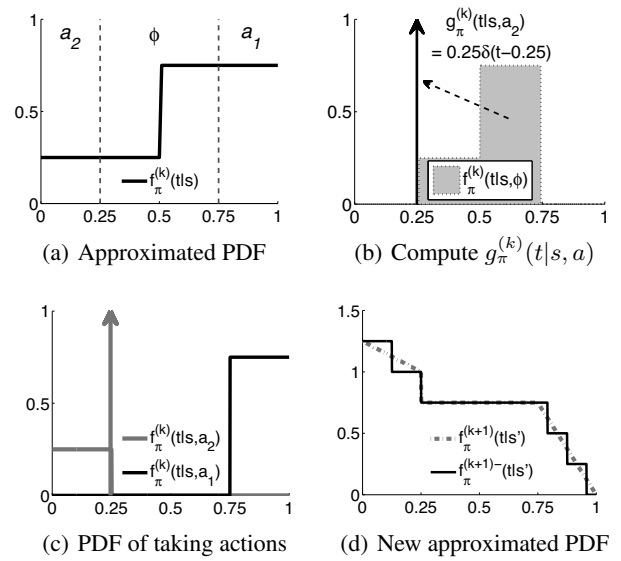 a₂ ϕ a₁
1
0.5
0
f_π^(k)(t|s)
0 0.25 0.5 0.75 1
(a) Approximated PDF
g_π^(k)(t|s,a₂)
= 0.25δ(t−0.25)
1
0.5
0
f_π^(k)(t|s,ϕ)
0 0.25 0.5 0.75 1
(b) Compute g_π^(k)(t|s, a)
1
0.5
0
f_π^(k)(t|s,a₂)
f_π^(k)(t|s,a₁)
0 0.25 0.5 0.75 1
(c) PDF of taking actions
1.5
1
0.5
0
f_π^(k+1)(t|s')
f_π^(k+1)−(t|s')
0 0.25 0.5 0.75 1
(d) New approximated PDF